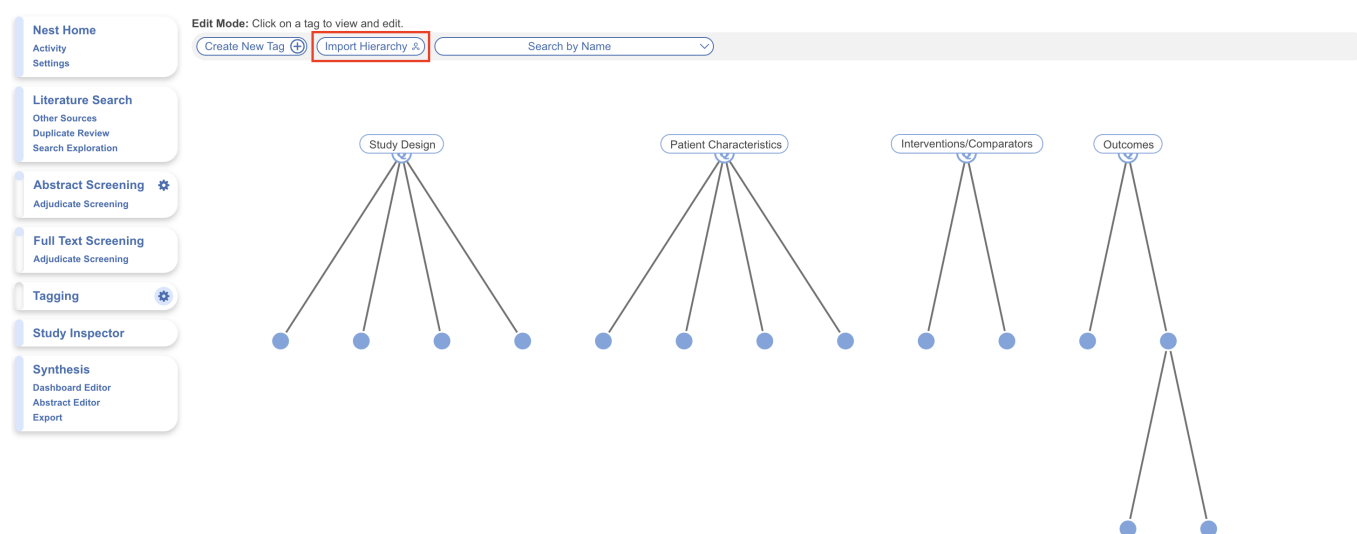 Nest Home
Activity
Settings
Literature Search
Other Sources
Duplicate Review
Search Exploration
Abstract Screening
Adjudicate Screening
Full Text Screening
Adjudicate Screening
Tagging
Study Inspector
Synthesis
Dashboard Editor
Abstract Editor
Export
Edit Mode: Click on a tag to view and edit.
Create New Tag
Import Hierarchy
Search by Name
Study Design
Patient Characteristics
Interventions/Comparators
Outcomes